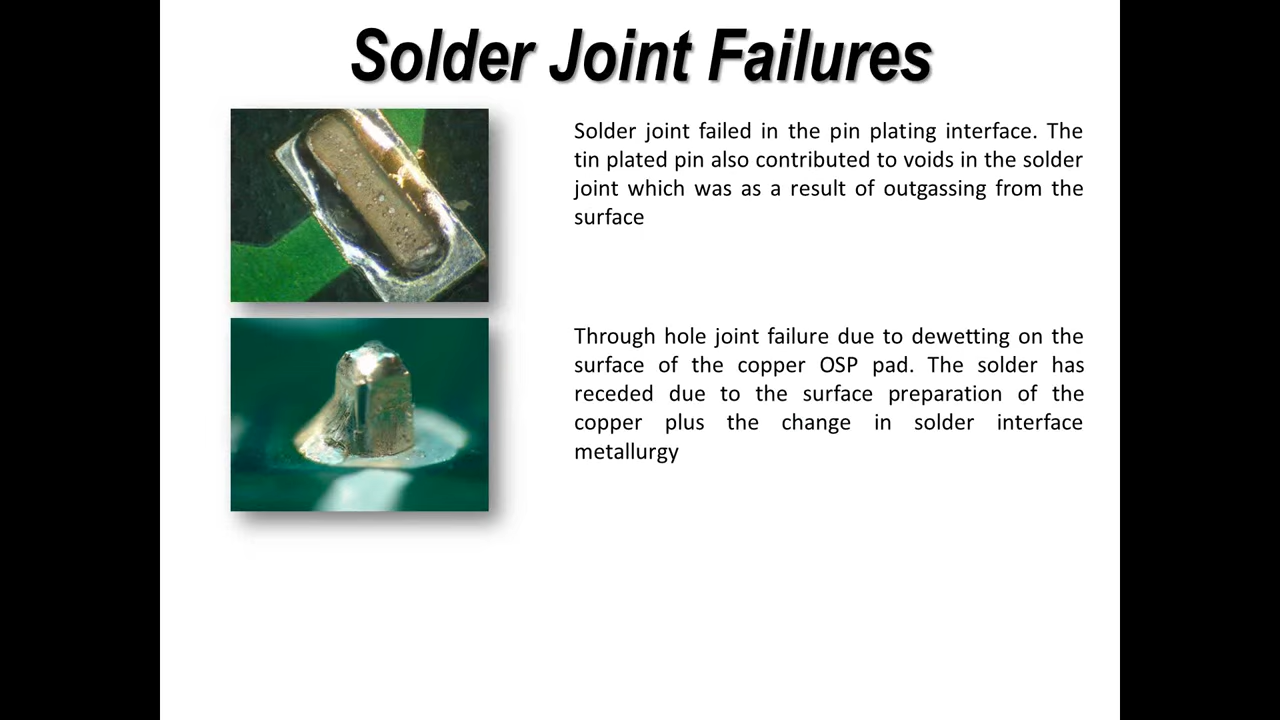 Solder Joint Failures
Solder joint failed in the pin plating interface. The
tin plated pin also contributed to voids in the solder
joint which was as a result of outgassing from the
surface
Through hole joint failure due to dewetting on the
surface of the copper OSP pad. The solder has
receded due to the surface preparation of the
copper plus the change in solder interface
metallurgy